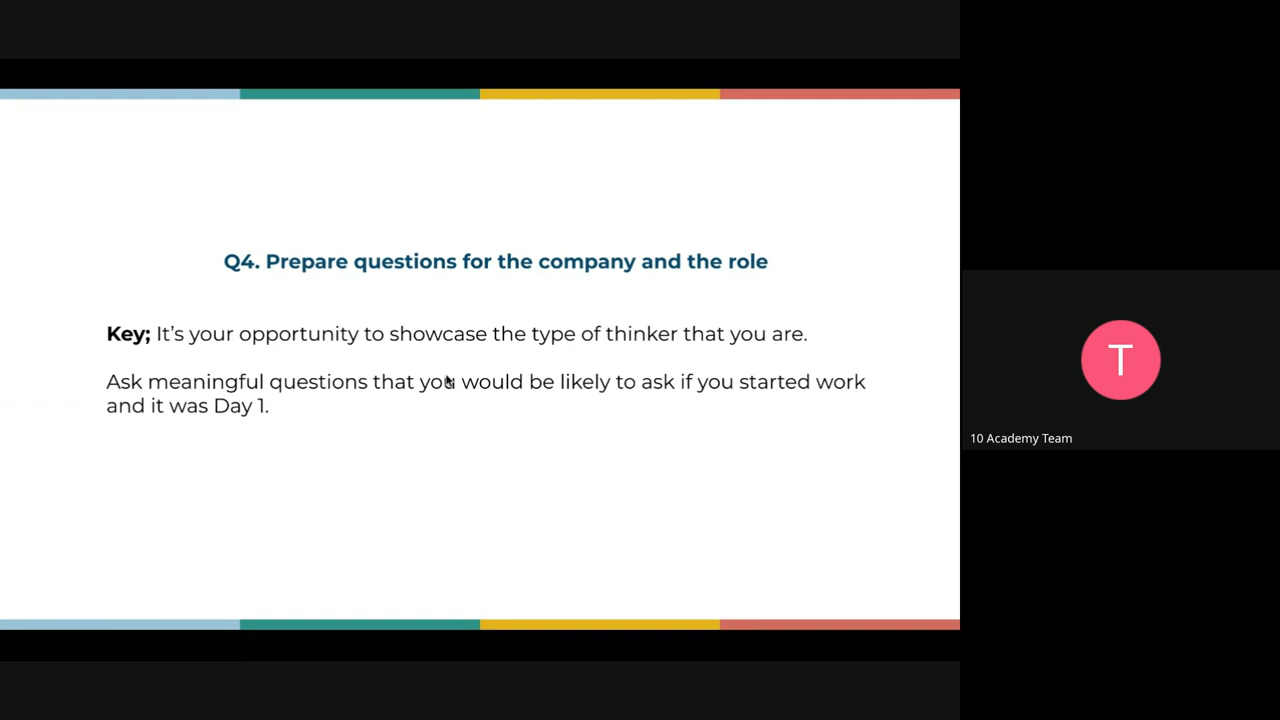 Q4. Prepare questions for the company and the role
Key; It’s your opportunity to showcase the type of thinker that you are.
Ask meaningful questions that you would be likely to ask if you started work
and it was Day 1.
T
10 Academy Team